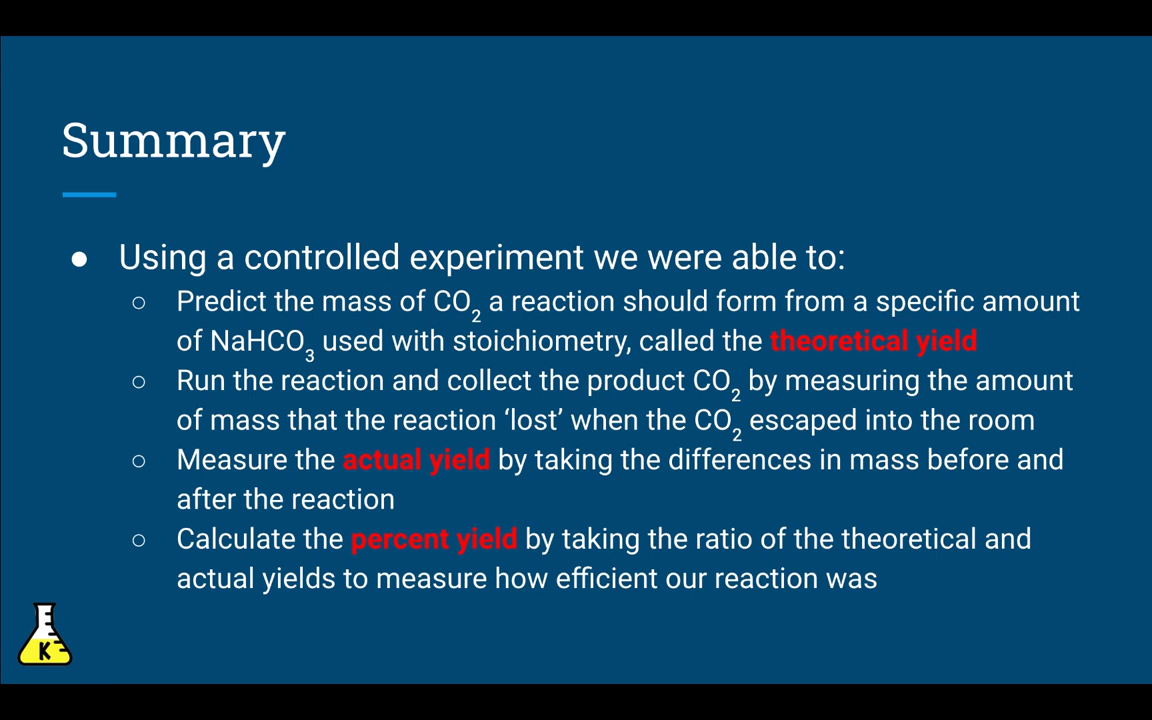 Summary
● Using a controlled experiment we were able to:
○ Predict the mass of CO₂ a reaction should form from a specific amount
of NaHCO₃ used with stoichiometry, called the theoretical yield
○ Run the reaction and collect the product CO₂ by measuring the amount
of mass that the reaction ‘lost’ when the CO₂ escaped into the room
○ Measure the actual yield by taking the differences in mass before and
after the reaction
○ Calculate the percent yield by taking the ratio of the theoretical and
actual yields to measure how efficient our reaction was
K